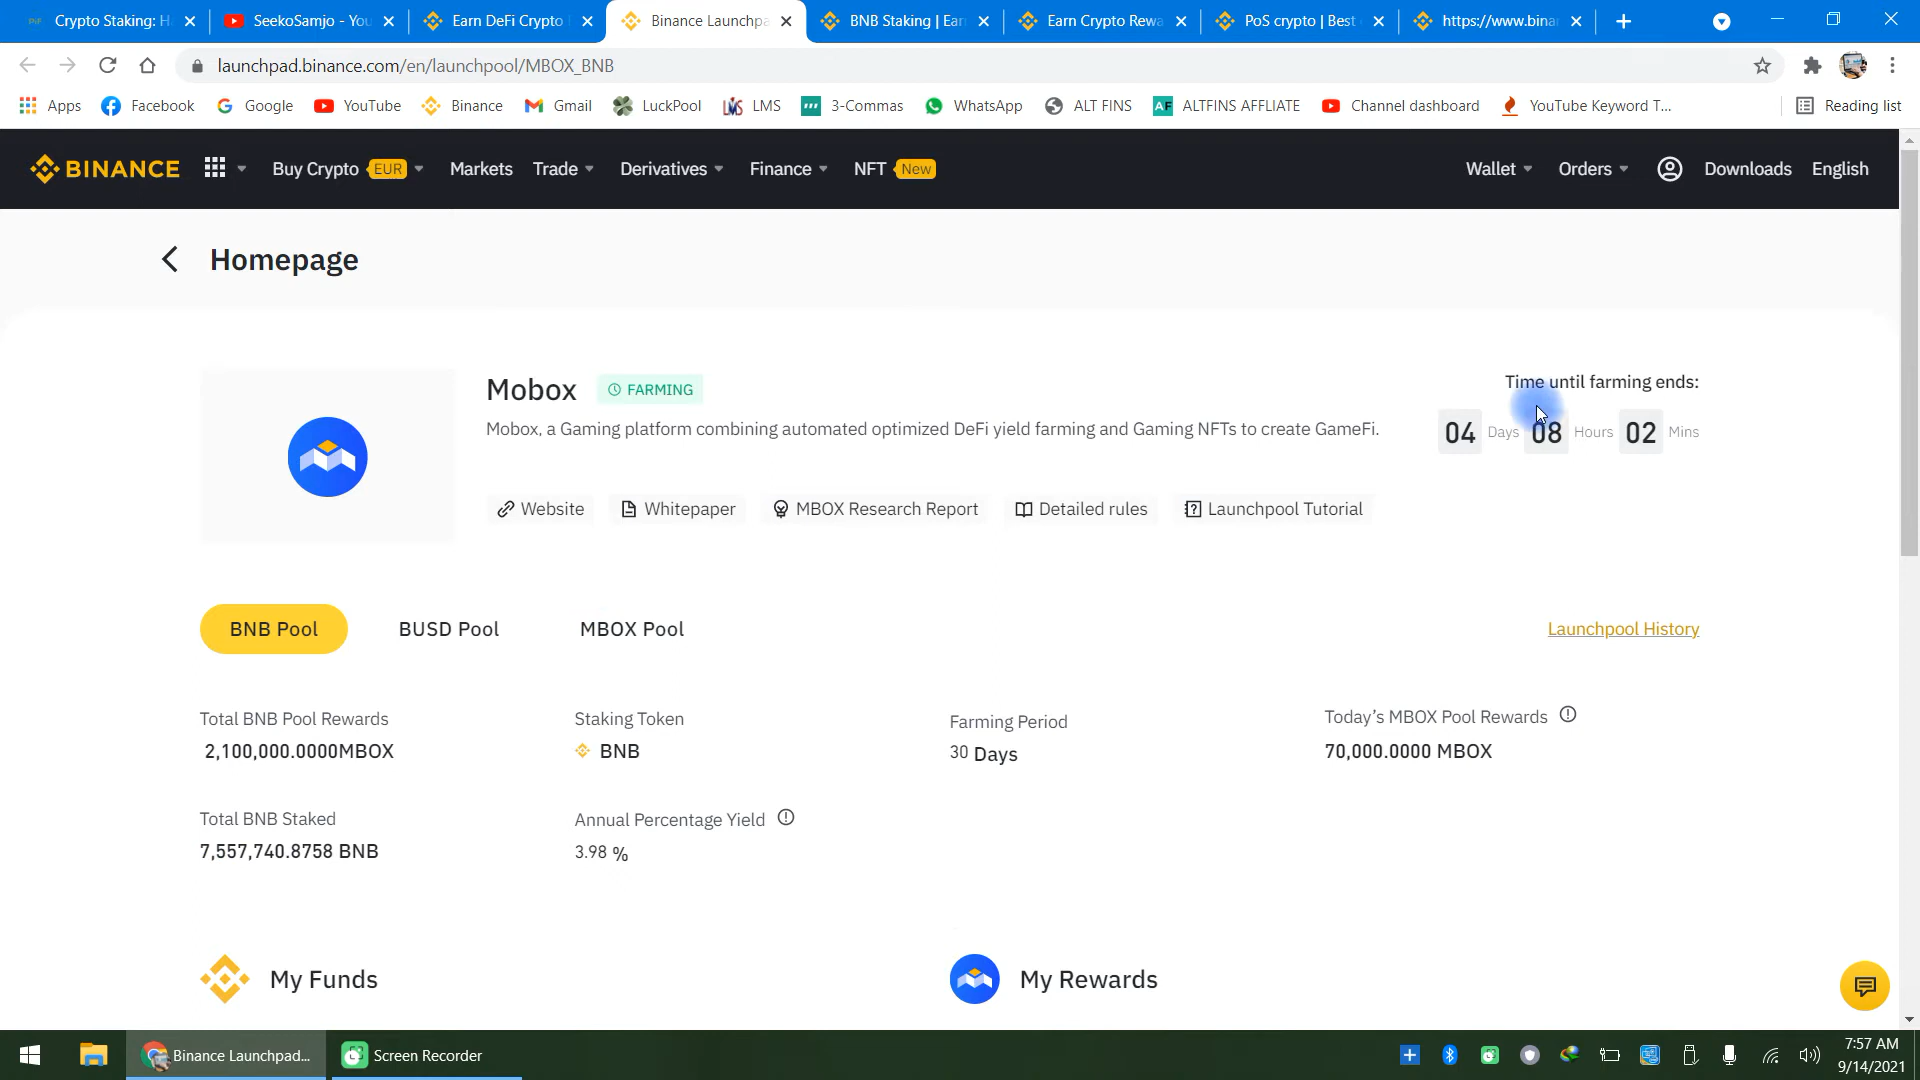 Crypto Staking: H
SeekoSamjo - You
Earn DeFi Crypto
Binance Launchpa
BNB Staking | Ear
Earn Crypto Rewa
PoS crypto | Best
https://www.binan
launchpad.binance.com/en/launchpool/MBOX_BNB
Apps Facebook Google YouTube Binance Gmail LuckPool LMS 3-Commas WhatsApp ALT FINS AF ALTFINS AFFLIATE Channel dashboard YouTube Keyword T... Reading list
BINANCE Buy Crypto EUR Markets Trade Derivatives Finance NFT New Wallet Orders Downloads English
Homepage
Mobox FARMING
Time until farming ends:
Mobox, a Gaming platform combining automated optimized DeFi yield farming and Gaming NFTs to create GameFi.
04 Days 08 Hours 02 Mins
Website Whitepaper MBOX Research Report Detailed rules Launchpool Tutorial
BNB Pool BUSD Pool MBOX Pool Launchpool History
Total BNB Pool Rewards Staking Token Farming Period Today's MBOX Pool Rewards
2,100,000.0000MBOX BNB 30 Days 70,000.0000 MBOX
Total BNB Staked Annual Percentage Yield
7,557,740.8758 BNB 3.98 %
My Funds My Rewards
Binance Launchpad... Screen Recorder
7:57 AM
9/14/2021